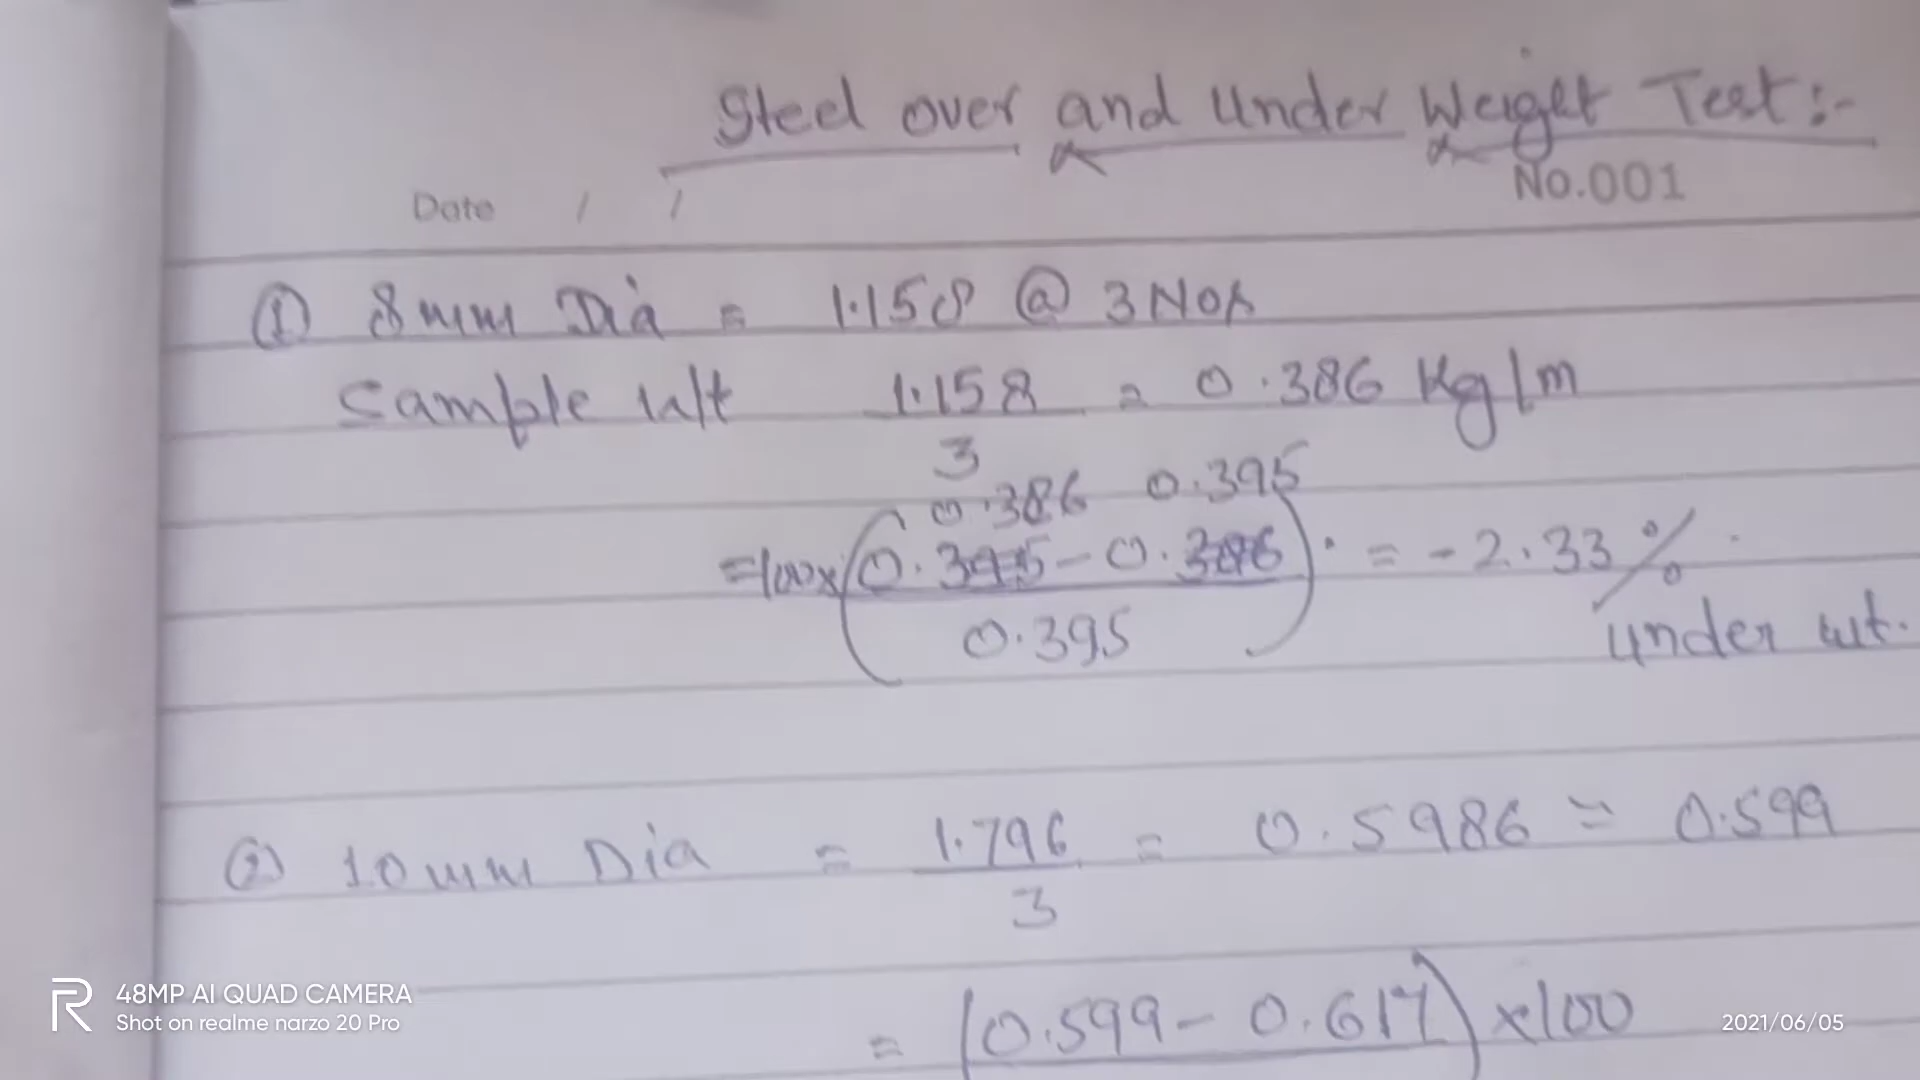 Steel over and Under Weight Test:-
No.001
Date / /
① 8mm Dia = 1.158 @ 3 Nos
Sample wt 1.158 = 0.386 Kg/m
3
0.386 0.395
=100x(0.395-0.386). = -2.33%.
0.395
under wt.
② 10mm Dia = 1.796 = 0.5986 = 0.599
3
= (0.599-0.617)x100
48MP AI QUAD CAMERA
Shot on realme narzo 20 Pro
2021/06/05